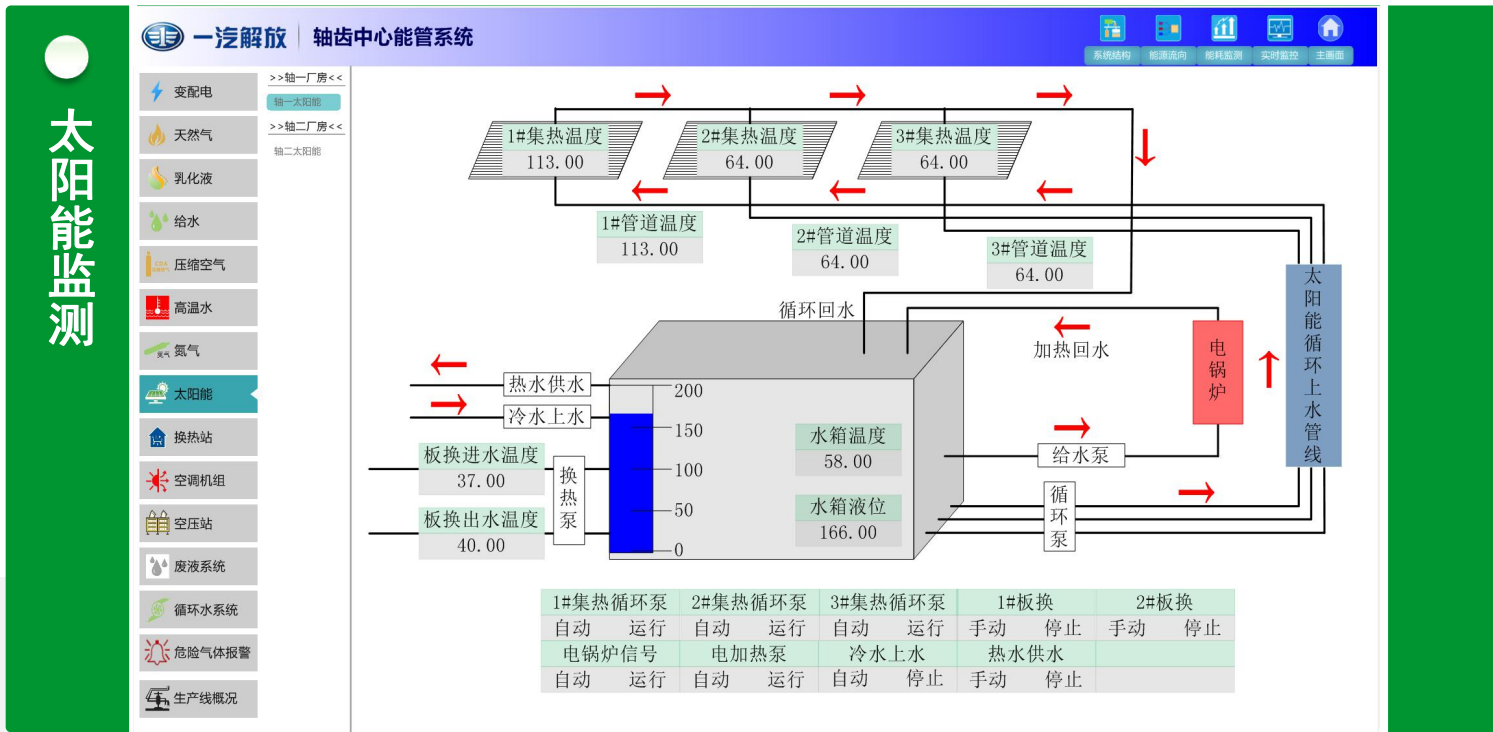 太阳能监测
一汽解放 轴齿中心能管系统
系统结构 能源流向 能耗监测 实时监控 主画面
变配电
天然气
乳化液
给水
压缩空气
高温水
氮气
氮气
太阳能
换热站
空调机组
空压站
废液系统
循环水系统
危险气体报警
生产线概况
>>轴一厂房<<
轴一太阳能
>>轴二厂房<<
轴二太阳能
1#集热温度
113.00
2#集热温度
64.00
3#集热温度
64.00
1#管道温度
113.00
2#管道温度
64.00
3#管道温度
64.00
循环回水
加热回水
电锅炉
太阳能循环上水管线
热水供水
冷水上水
200
150
100
50
0
板换进水温度
37.00
换热泵
板换出水温度
40.00
水箱温度
58.00
水箱液位
166.00
给水泵
循环泵
1#集热循环泵 2#集热循环泵 3#集热循环泵 1#板换 2#板换
自动 运行 自动 运行 自动 运行 手动 停止 手动 停止
电锅炉信号 电加热泵 冷水上水 热水供水
自动 运行 自动 运行 自动 停止 手动 停止